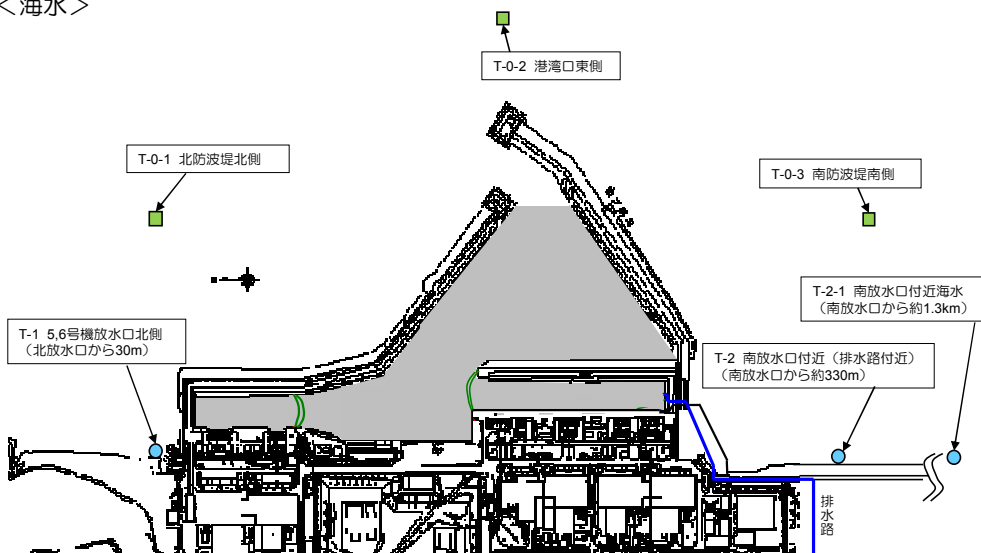 ＜海水＞
T-0-2 港湾口東側
T-0-1 北防波堤北側
T-0-3 南防波堤南側
T-2-1 南放水口付近海水
（南放水口から約1.3km）
T-1 5,6号機放水口北側
（北放水口から30m）
T-2 南放水口付近（排水路付近）
（南放水口から約330m）
排水路